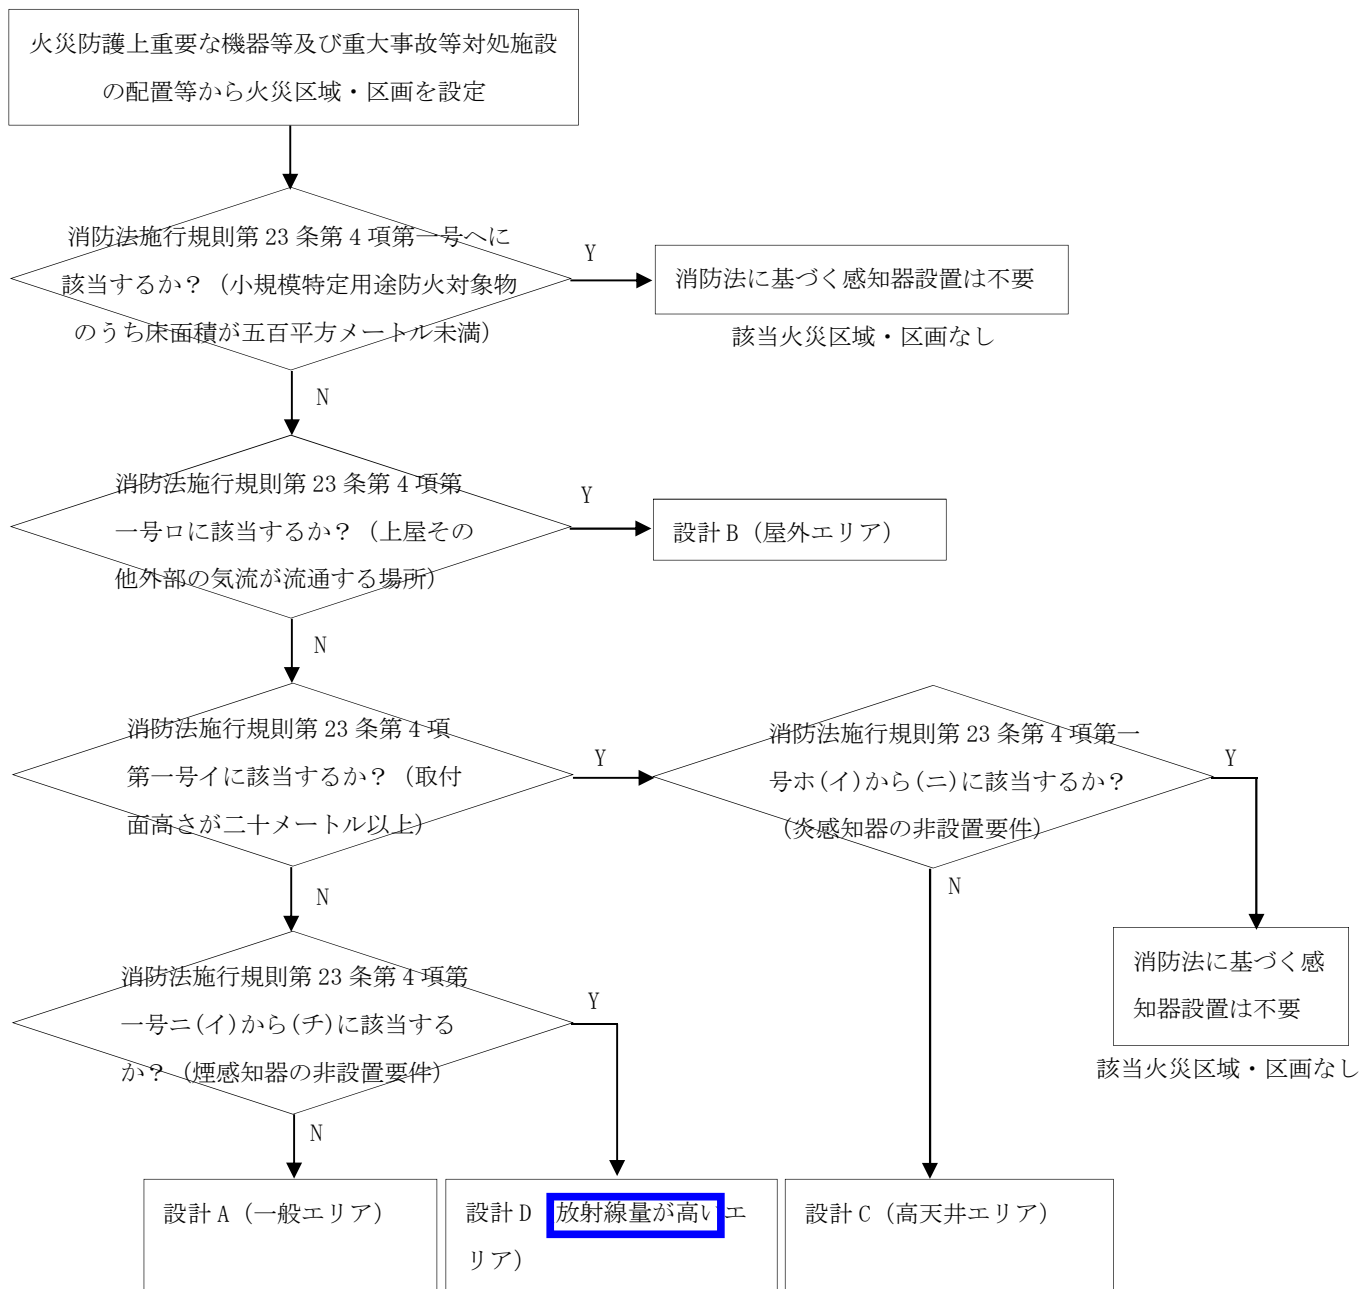 火災防護上重要な機器等及び重大事故等対処施設
の配置等から火災区域・区画を設定
消防法施行規則第 23 条第 4 項第一号ヘに
該当するか？（小規模特定用途防火対象物
のうち床面積が五百平方メートル未満）
Y
消防法に基づく感知器設置は不要
該当火災区域・区画なし
N
消防法施行規則第 23 条第 4 項第
一号ロに該当するか？（上屋その
他外部の気流が流通する場所）
Y
設計 B（屋外エリア）
N
消防法施行規則第 23 条第 4 項
第一号イに該当するか？（取付
面高さが二十メートル以上）
Y
消防法施行規則第 23 条第 4 項第一
号ホ(イ)から(ニ)に該当するか？
（炎感知器の非設置要件）
Y
N
N
消防法に基づく感
知器設置は不要
該当火災区域・区画なし
消防法施行規則第 23 条第 4 項第
一号ニ(イ)から(チ)に該当する
か？（煙感知器の非設置要件）
Y
N
設計 A（一般エリア）
設計 D 放射線量が高いエ
リア）
設計 C（高天井エリア）